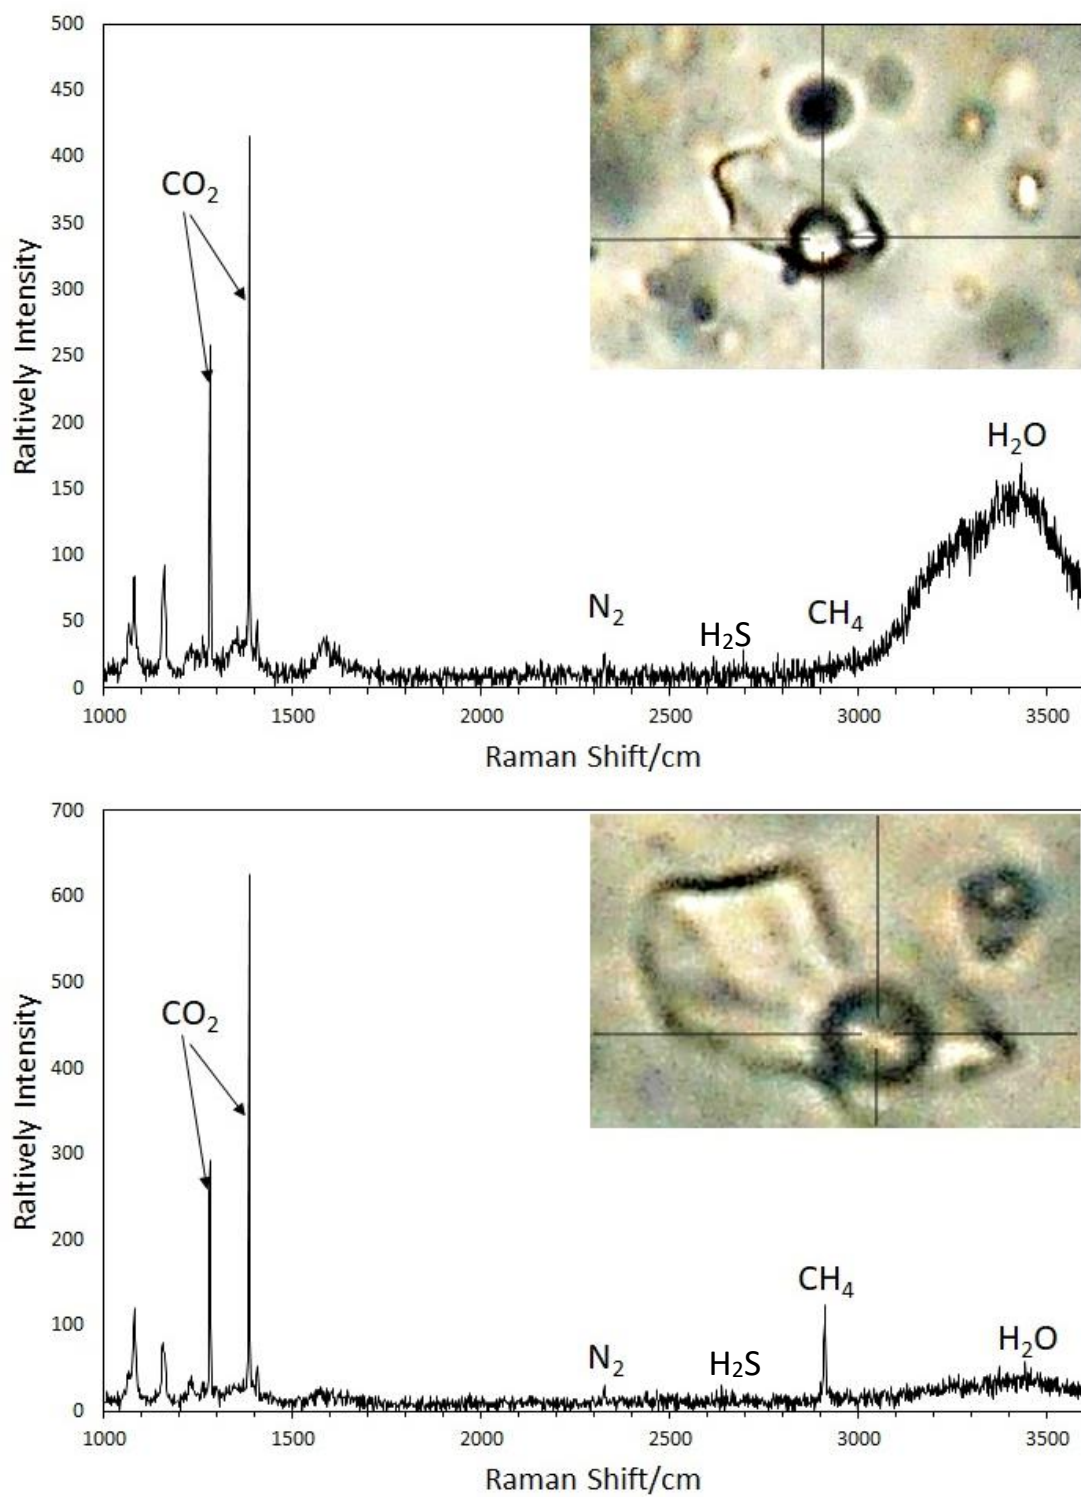 500
450
400
350
300
250
200
150
100
50
0
Raltively Intensity
CO₂
N₂
H₂S
CH₄
H₂O
1000 1500 2000 2500 3000 3500
Raman Shift/cm
700
600
500
400
300
200
100
0
Raltively Intensity
CO₂
N₂
H₂S
CH₄
H₂O
1000 1500 2000 2500 3000 3500
Raman Shift/cm